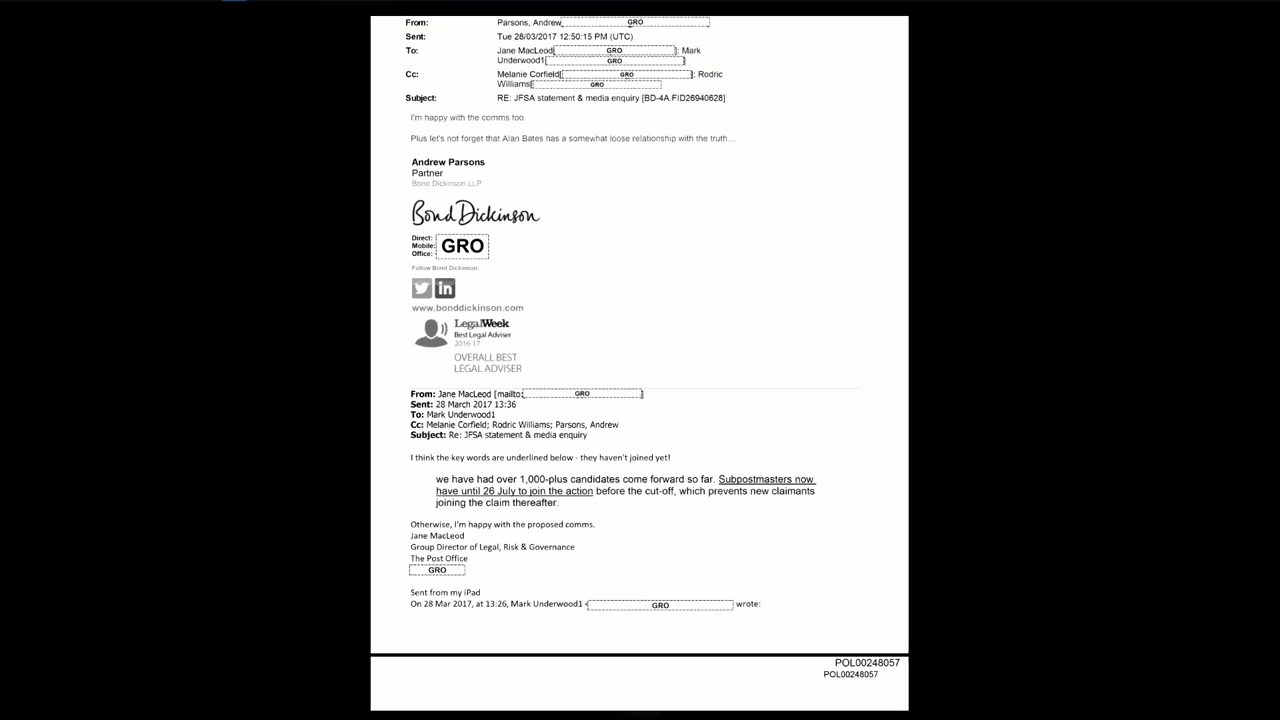 From: Parsons, Andrew[ GRO ]
Sent: Tue 28/03/2017 12:50:15 PM (UTC)
To: Jane MacLeod[ GRO ]; Mark
Underwood1[ GRO ]
Cc: Melanie Corfield[ GRO ]; Rodric
Williams[ GRO ]
Subject: RE: JFSA statement & media enquiry [BD-4A.FID26940628]
I'm happy with the comms too.
Plus let's not forget that Alan Bates has a somewhat loose relationship with the truth…
Andrew Parsons
Partner
Bond Dickinson LLP
Bond Dickinson
Direct:
Mobile: GRO
Office:
Follow Bond Dickinson:
in
www.bonddickinson.com
LegalWeek
Best Legal Adviser
2016-17
OVERALL BEST
LEGAL ADVISER
From: Jane MacLeod [mailto: GRO ]
Sent: 28 March 2017 13:36
To: Mark Underwood1
Cc: Melanie Corfield; Rodric Williams; Parsons, Andrew
Subject: Re: JFSA statement & media enquiry
I think the key words are underlined below - they haven't joined yet!
we have had over 1,000-plus candidates come forward so far. Subpostmasters now
have until 26 July to join the action before the cut-off, which prevents new claimants
joining the claim thereafter.
Otherwise, I'm happy with the proposed comms.
Jane MacLeod
Group Director of Legal, Risk & Governance
The Post Office
GRO
Sent from my iPad
On 28 Mar 2017, at 13:26, Mark Underwood1 < GRO wrote:
POL00248057
POL00248057